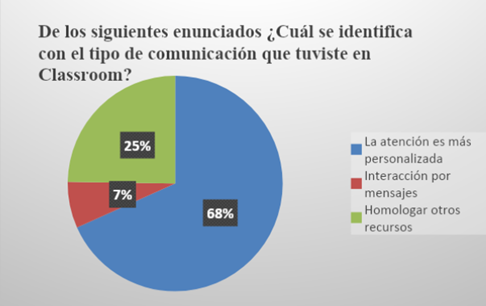 De los siguientes enunciados ¿Cuál se identifica
con el tipo de comunicación que tuviste en
Classroom?
25%
7%
68%
La atención es más
personalizada
Interacción por
mensajes
Homologar otros
recursos